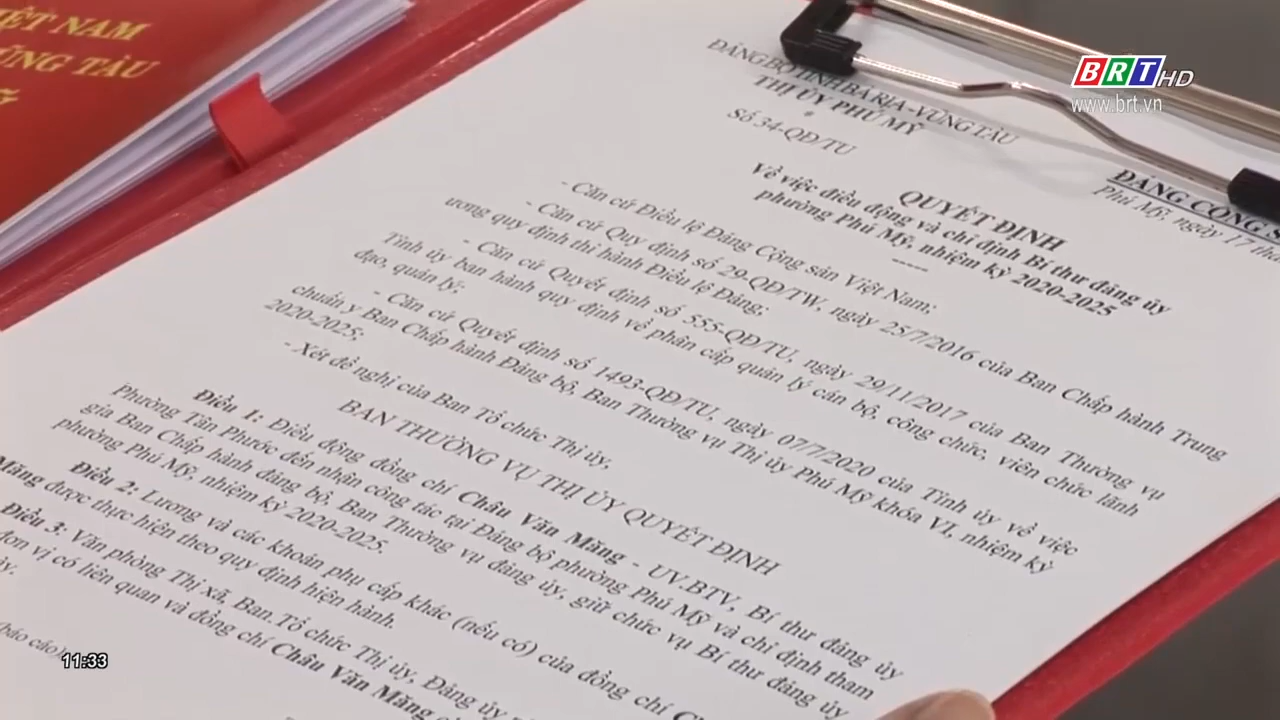 ỆT NAM
ŨNG TÀU
BRT HD
www.brt.vn
ĐẢNG BỘ TỈNH BÀ RỊA-VŨNG TÀU
THỊ ỦY PHÚ MỸ
*
Số 34-QĐ/TU
ĐẢNG CỘNG S
Phú Mỹ, ngày 17 thá
QUYẾT ĐỊNH
Về việc điều động và chỉ định Bí thư đảng ủy
phường Phú Mỹ, nhiệm kỳ 2020-2025
- Căn cứ Điều lệ Đảng Cộng sản Việt Nam;
- Căn cứ Quy định số 29-QĐ/TW, ngày 25/7/2016 của Ban Chấp hành Trung
ương quy định thi hành Điều lệ Đảng;
- Căn cứ Quyết định số 555-QĐ/TU, ngày 29/11/2017 của Ban Thường vụ
Tỉnh ủy ban hành quy định về phân cấp quản lý cán bộ, công chức, viên chức lãnh
đạo, quản lý;
- Căn cứ Quyết định số 1493-QĐ/TU, ngày 07/7/2020 của Tỉnh ủy về việc
chuẩn y Ban Chấp hành Đảng bộ, Ban Thường vụ Thị ủy Phú Mỹ khóa VI, nhiệm kỳ
2020-2025;
- Xét đề nghị của Ban Tổ chức Thị ủy,
BAN THƯỜNG VỤ THỊ ỦY QUYẾT ĐỊNH
Điều 1: Điều động đồng chí Châu Văn Măng - UV.BTV, Bí thư đảng ủy
Phường Tân Phước đến nhận công tác tại Đảng bộ phường Phú Mỹ và chỉ định tham
gia Ban Chấp hành đảng bộ, Ban Thường vụ đảng ủy, giữ chức vụ Bí thư đảng ủy
phường Phú Mỹ, nhiệm kỳ 2020-2025.
Điều 2: Lương và các khoản phụ cấp khác (nếu có) của đồng chí C
Măng được thực hiện theo quy định hiện hành.
Điều 3: Văn phòng Thị xã, Ban Tổ chức Thị ủy, Đảng ủy
đơn vị có liên quan và đồng chí Châu Văn Măng
ày.
báo cáo)
11:33